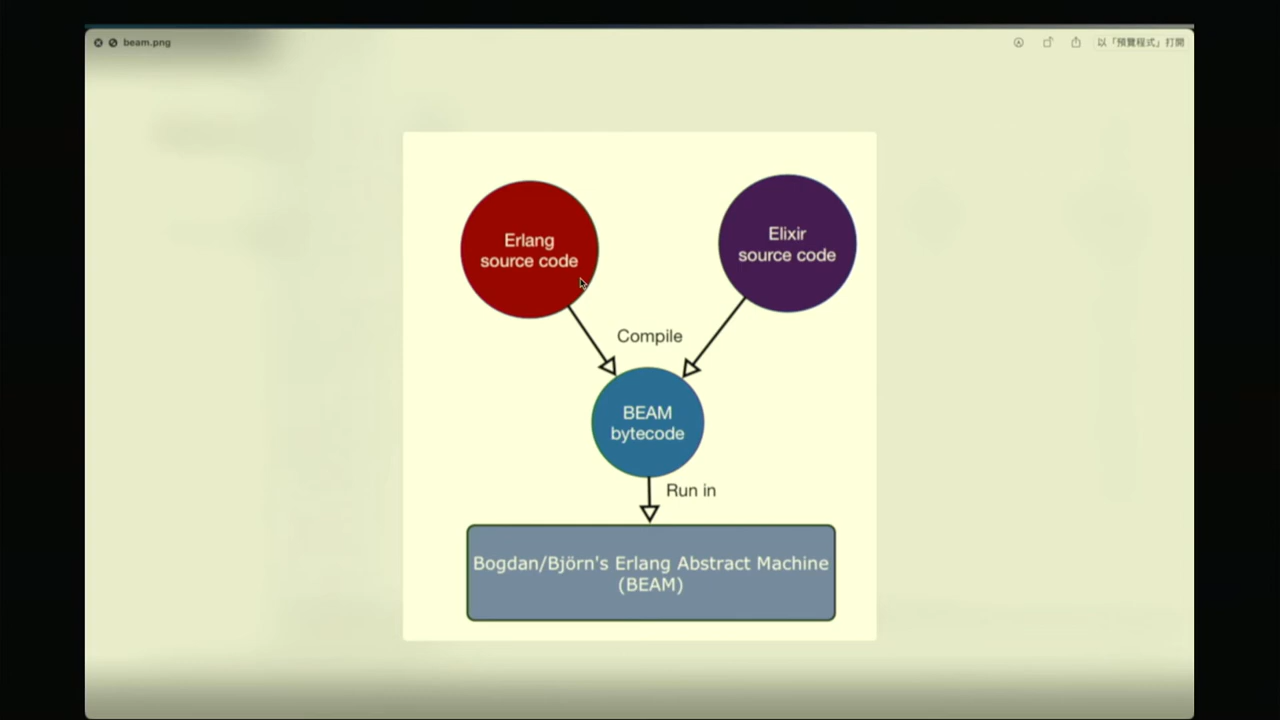 beam.png
以「預覽程式」打開
Erlang
source code
Elixir
source code
Compile
BEAM
bytecode
Run in
Bogdan/Björn's Erlang Abstract Machine
(BEAM)